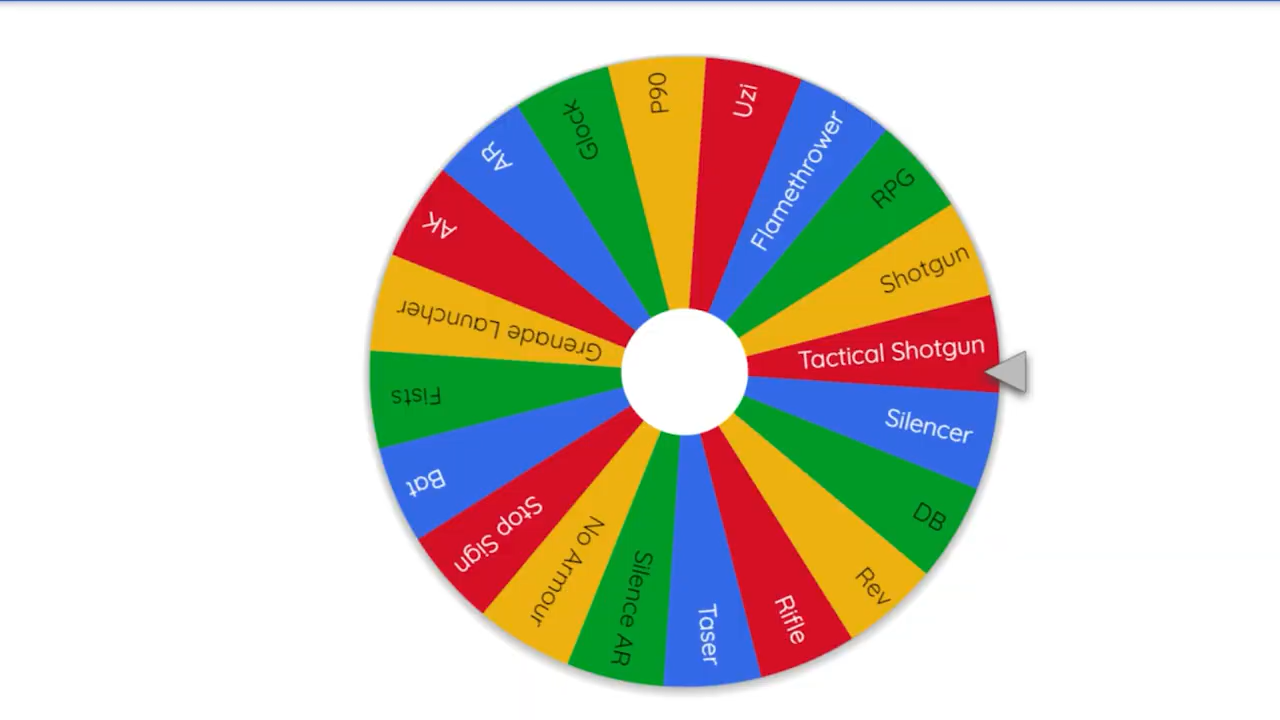 P90
Uzi
Flamethrower
RPG
Shotgun
Tactical Shotgun
Silencer
DB
Rev
Rifle
Taser
Silence AR
No Armour
Stop Sign
Bat
Fists
Grenade Launcher
AK
AR
Glock